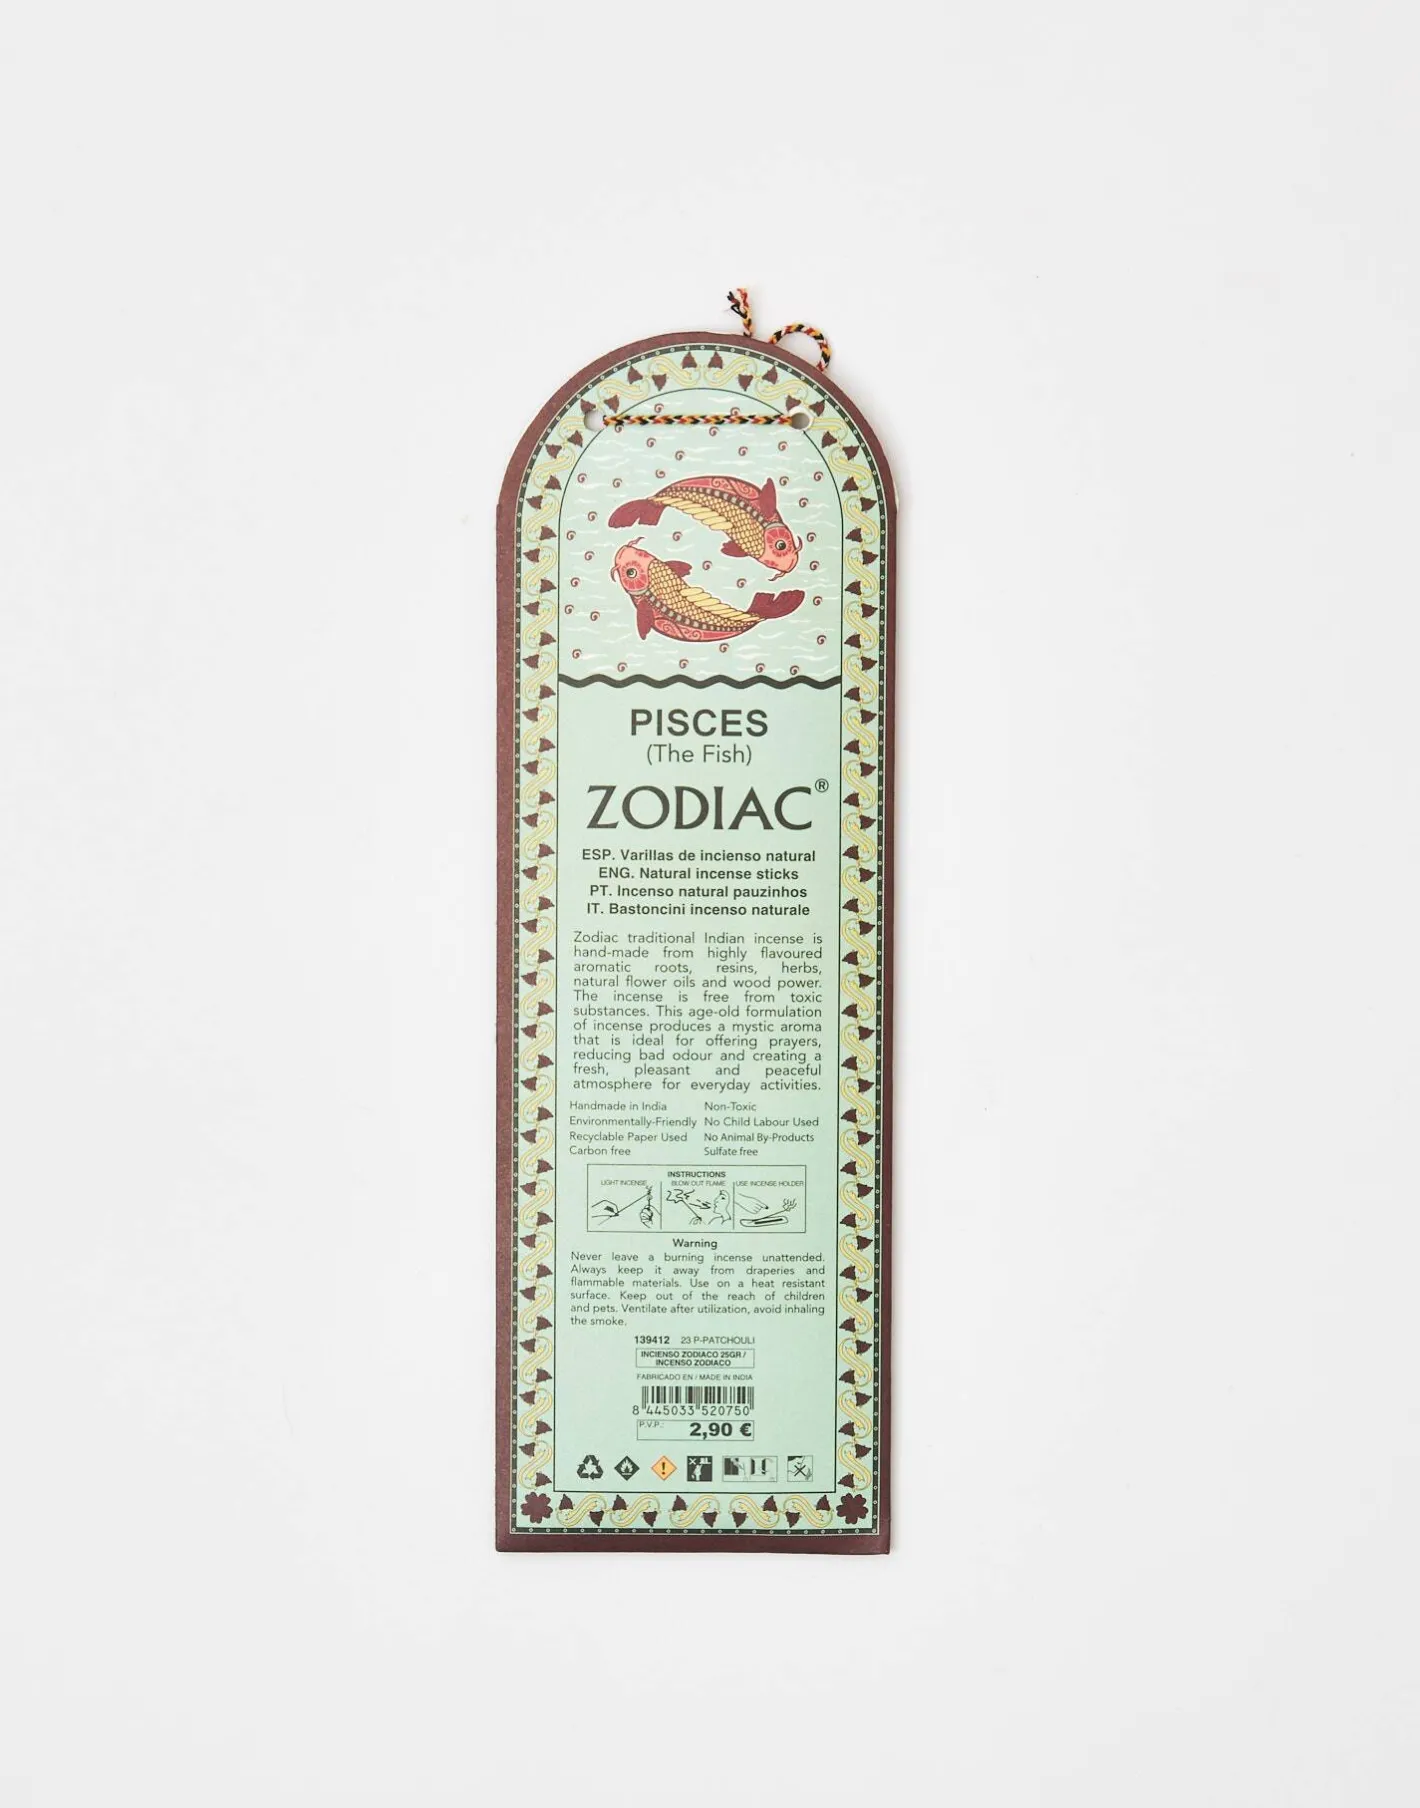 PISCES
(The Fish)
ZODIAC®
ESP. Varillas de incienso natural
ENG. Natural incense sticks
PT. Incenso natural pauzinhos
IT. Bastoncini incenso naturale
Zodiac traditional Indian incense is
hand-made from highly flavoured
aromatic roots, resins, herbs,
natural flower oils and wood power.
The incense is free from toxic
substances. This age-old formulation
of incense produces a mystic aroma
that is ideal for offering prayers,
reducing bad odour and creating a
fresh, pleasant and peaceful
atmosphere for everyday activities.
Handmade in India Non-Toxic
Environmentally-Friendly No Child Labour Used
Recyclable Paper Used No Animal By-Products
Carbon free Sulfate free
INSTRUCTIONS
LIGHT INCENSE BLOW OUT FLAME USE INCENSE HOLDER
Warning
Never leave a burning incense unattended.
Always keep it away from draperies and
flammable materials. Use on a heat resistant
surface. Keep out of the reach of children
and pets. Ventilate after utilization, avoid inhaling
the smoke.
139412 23 P-PATCHOULI
INCIENSO ZODIACO 25GR /
INCENSO ZODIACO
FABRICADO EN / MADE IN INDIA
8 445033 520750
P.V.P.: 2,90 €